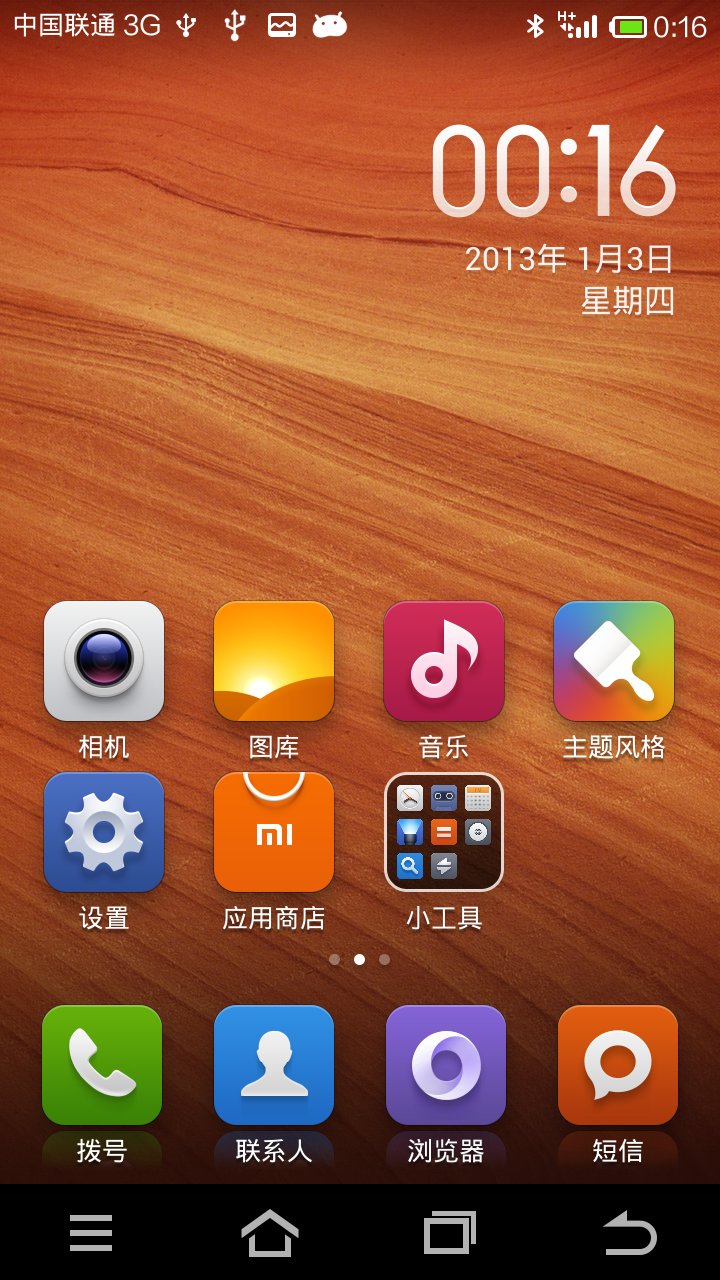 中国联通 3G
H+
0:16
00:16
2013年 1月3日
星期四
相机
图库
音乐
主题风格
设置
mi
应用商店
小工具
拨号
联系人
浏览器
短信